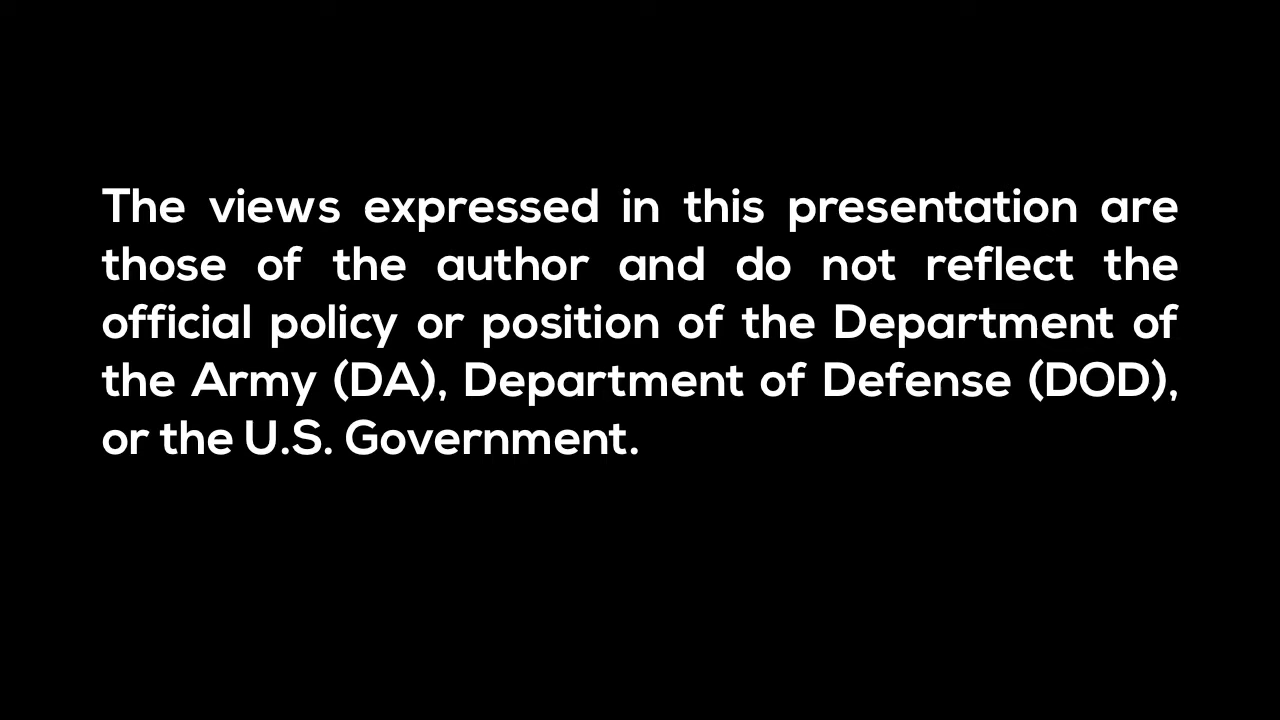 The views expressed in this presentation are
those of the author and do not reflect the
official policy or position of the Department of
the Army (DA), Department of Defense (DOD),
or the U.S. Government.